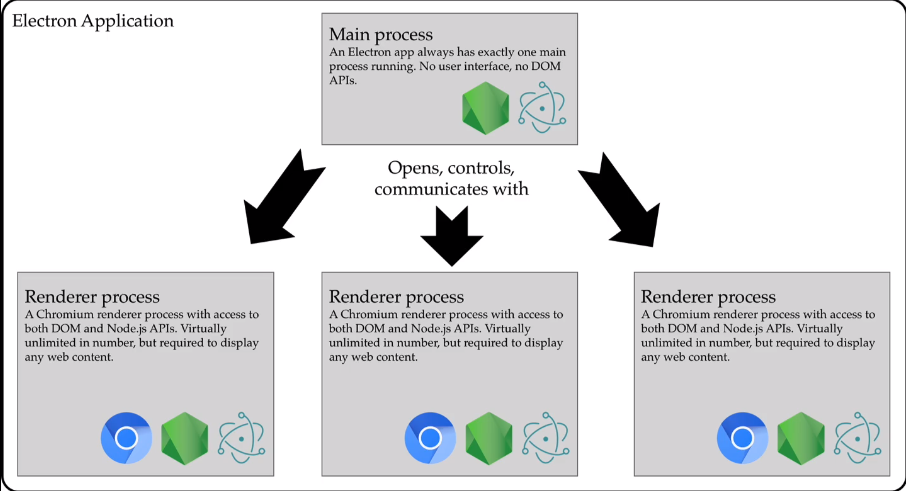 Electron Application
Main process
An Electron app always has exactly one main
process running. No user interface, no DOM
APIs.
Opens, controls,
communicates with
Renderer process
A Chromium renderer process with access to
both DOM and Node.js APIs. Virtually
unlimited in number, but required to display
any web content.
Renderer process
A Chromium renderer process with access to
both DOM and Node.js APIs. Virtually
unlimited in number, but required to display
any web content.
Renderer process
A Chromium renderer process with access to
both DOM and Node.js APIs. Virtually
unlimited in number, but required to display
any web content.